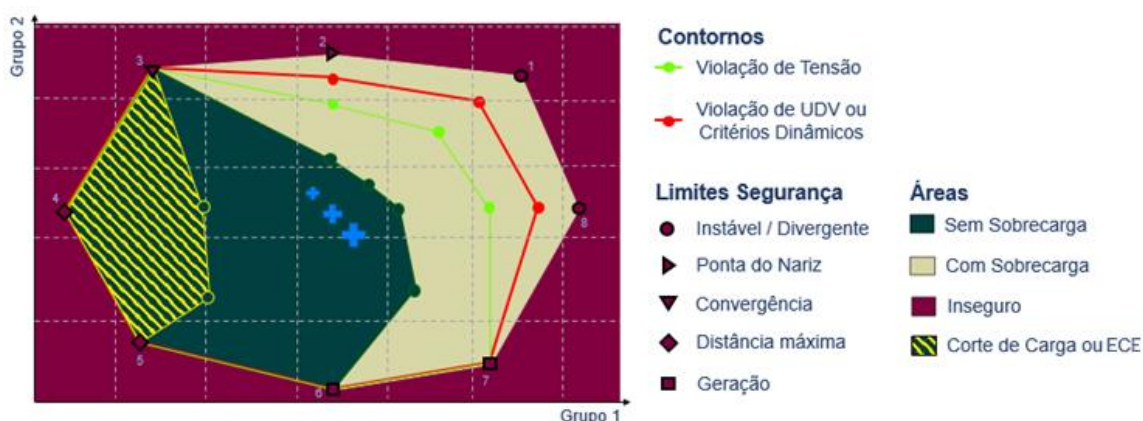 Grupo 2
3
2
1
4
8
5
6
7
Grupo 1
Contornos
Violação de Tensão
Violação de UDV ou
Critérios Dinâmicos
Limites Segurança
Instável / Divergente
Ponta do Nariz
Convergência
Distância máxima
Geração
Áreas
Sem Sobrecarga
Com Sobrecarga
Inseguro
Corte de Carga ou ECE